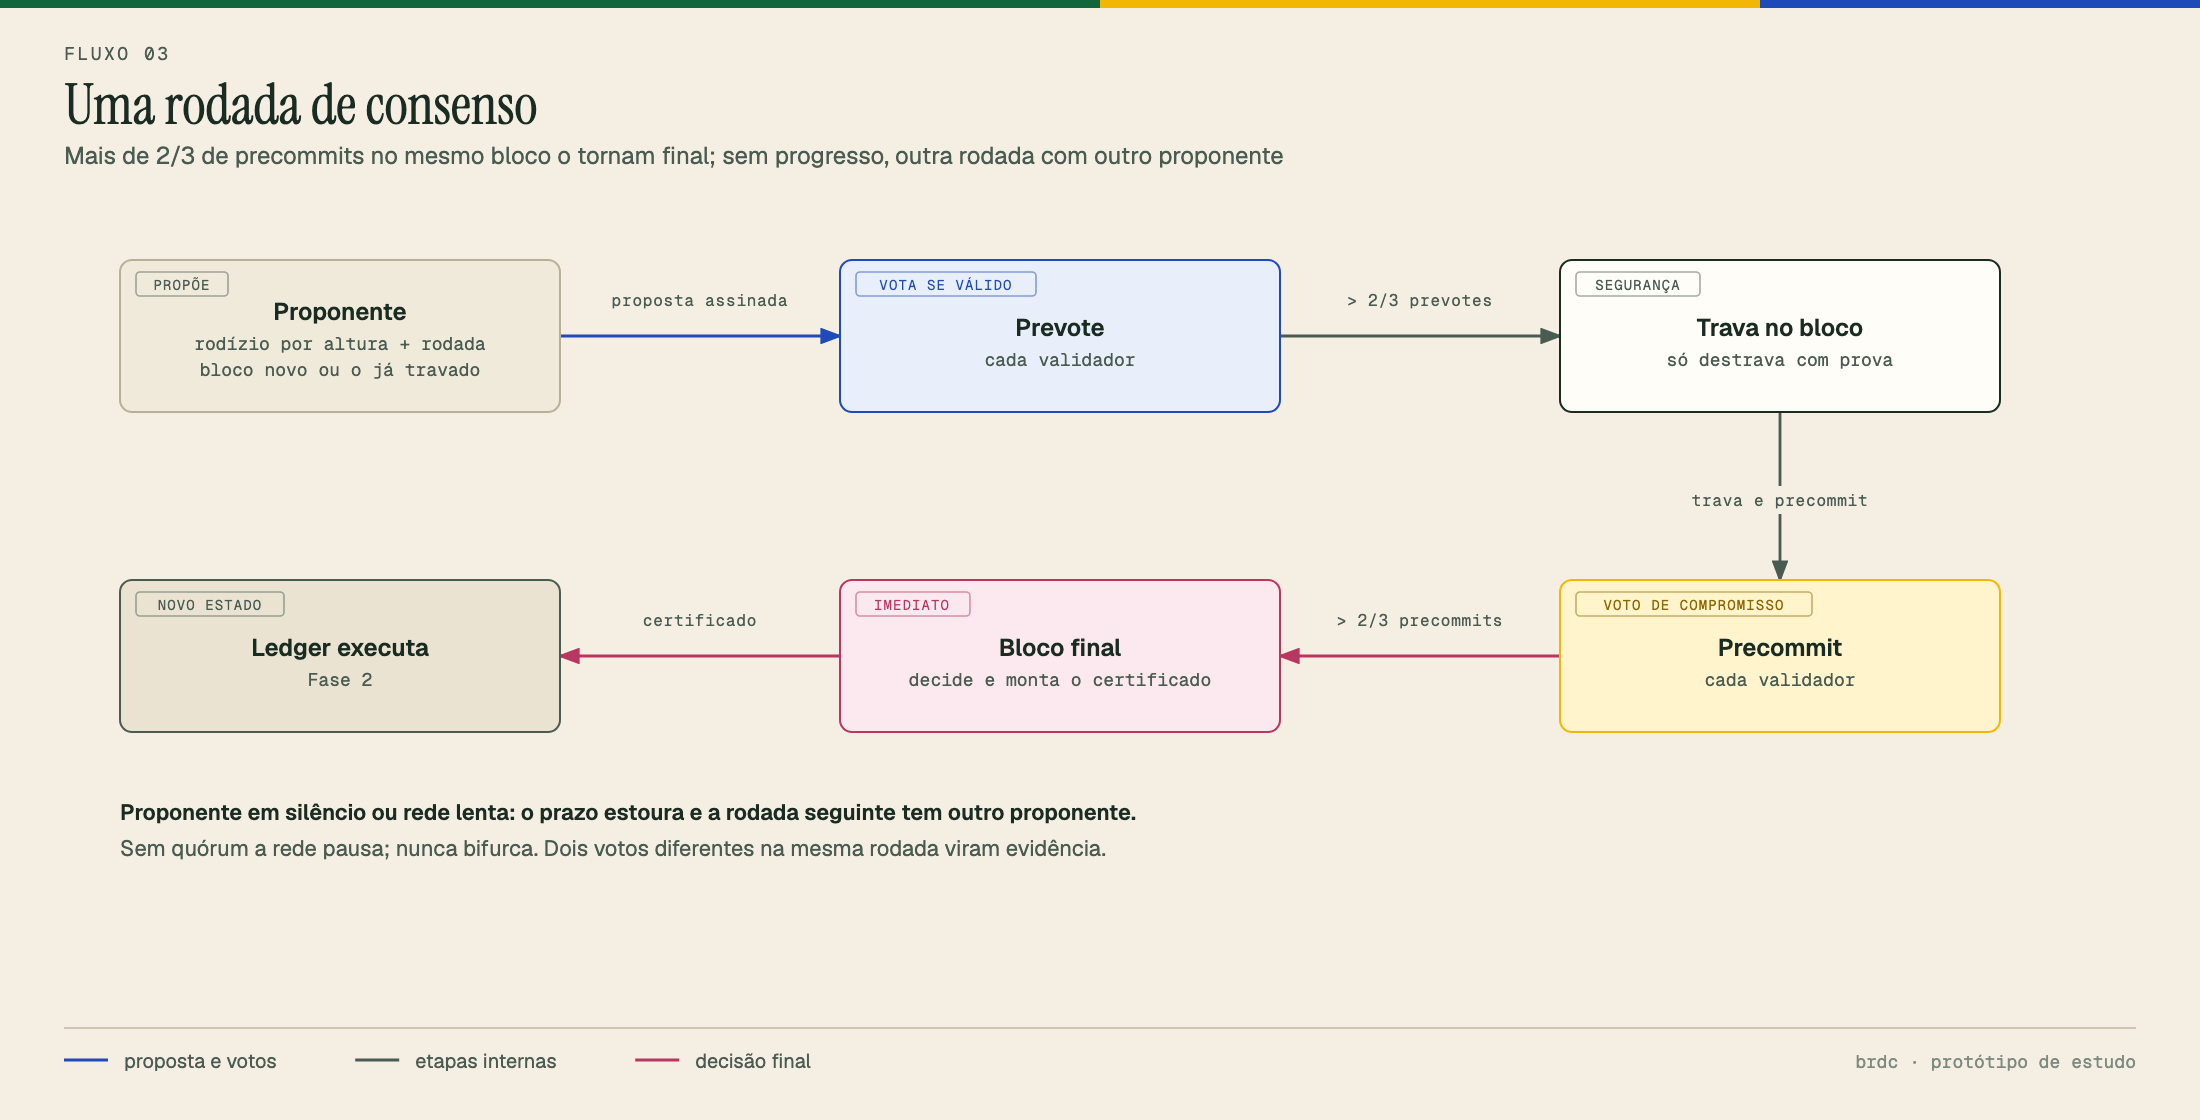 FLUXO 03
Uma rodada de consenso
Mais de 2/3 de precommits no mesmo bloco o tornam final; sem progresso, outra rodada com outro proponente
PROPÕE
Proponente
rodízio por altura + rodada
bloco novo ou o já travado
proposta assinada
VOTA SE VÁLIDO
Prevote
cada validador
> 2/3 prevotes
SEGURANÇA
Trava no bloco
só destrava com prova
trava e precommit
NOVO ESTADO
Ledger executa
Fase 2
certificado
IMEDIATO
Bloco final
decide e monta o certificado
> 2/3 precommits
VOTO DE COMPROMISSO
Precommit
cada validador
Proponente em silêncio ou rede lenta: o prazo estoura e a rodada seguinte tem outro proponente.
Sem quórum a rede pausa; nunca bifurca. Dois votos diferentes na mesma rodada viram evidência.
proposta e votos
etapas internas
decisão final
brdc · protótipo de estudo